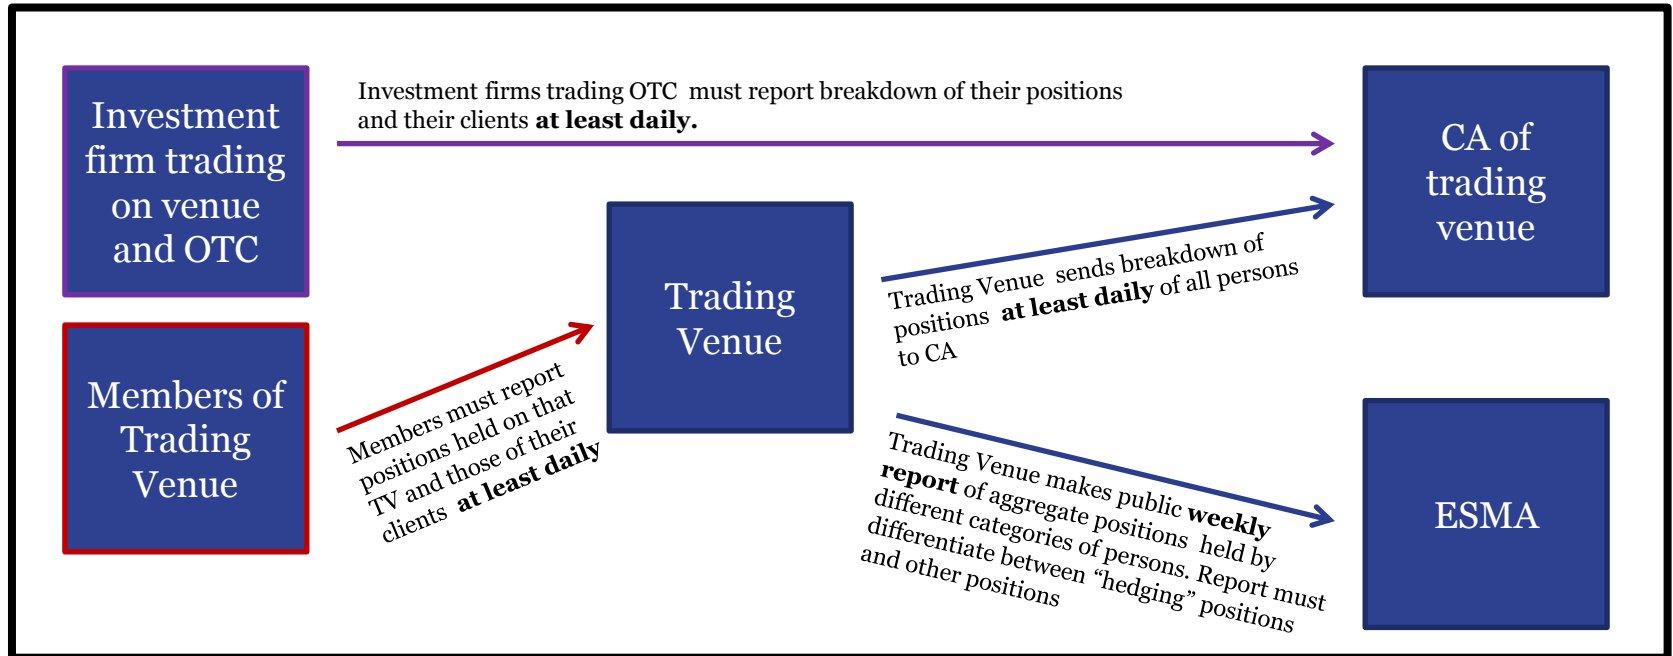 Investment
firm trading
on venue
and OTC
Investment firms trading OTC must report breakdown of their positions
and their clients at least daily.
CA of
trading
venue
Trading
Venue
Trading Venue sends breakdown of
positions at least daily of all persons
to CA
Members of
Trading
Venue
Members must report
positions held on that
TV and those of their
clients at least daily
Trading Venue makes public weekly
report of aggregate positions held by
different categories of persons. Report must
differentiate between “hedging” positions
and other positions
ESMA